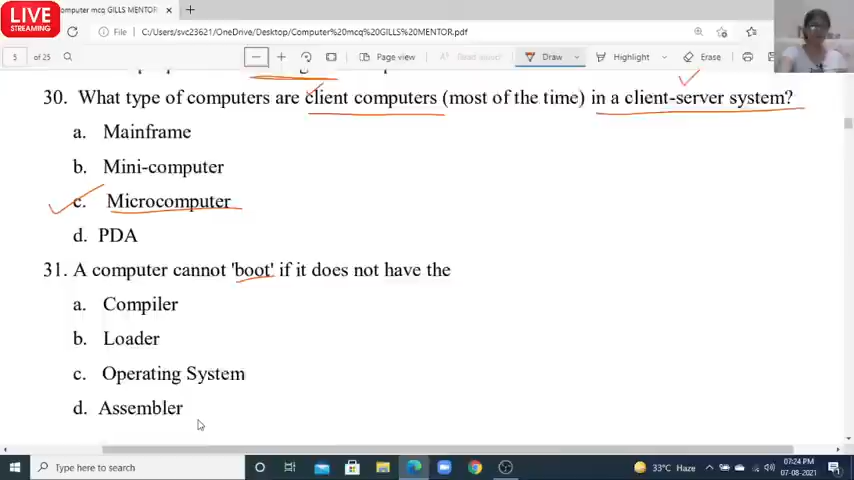 LIVE
STREAMING
Computer mcq GILLS MENTOR.pdf
File
C:/Users/svc23621/OneDrive/Desktop/Computer%20mcq%20GILLS%20MENTOR.pdf
5 of 25
Page view
Read aloud
Draw
Highlight
Erase
30. What type of computers are client computers (most of the time) in a client-server system?
a. Mainframe
b. Mini-computer
c. Microcomputer
d. PDA
31. A computer cannot 'boot' if it does not have the
a. Compiler
b. Loader
c. Operating System
d. Assembler
Type here to search
33°C Haze
07:24 PM
07-08-2021